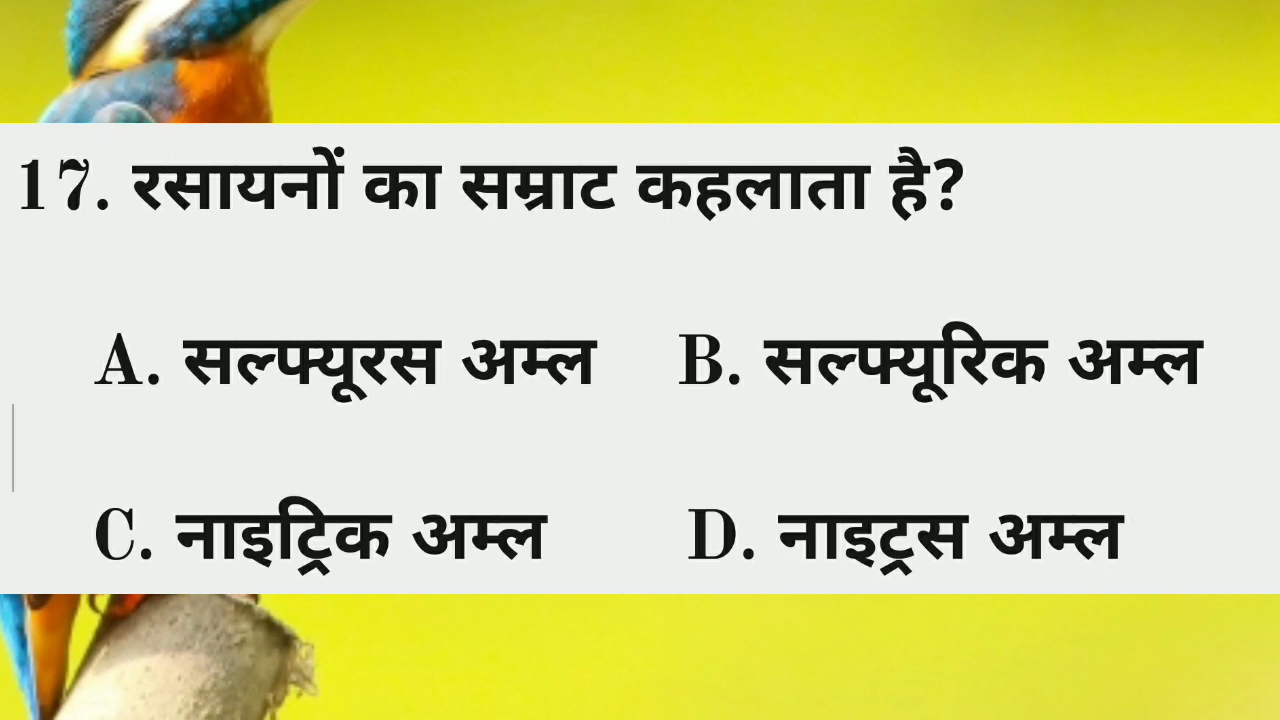 17. रसायनों का सम्राट कहलाता है?
A. सल्फ्यूरस अम्ल B. सल्फ्यूरिक अम्ल
C. नाइट्रिक अम्ल D. नाइट्रस अम्ल